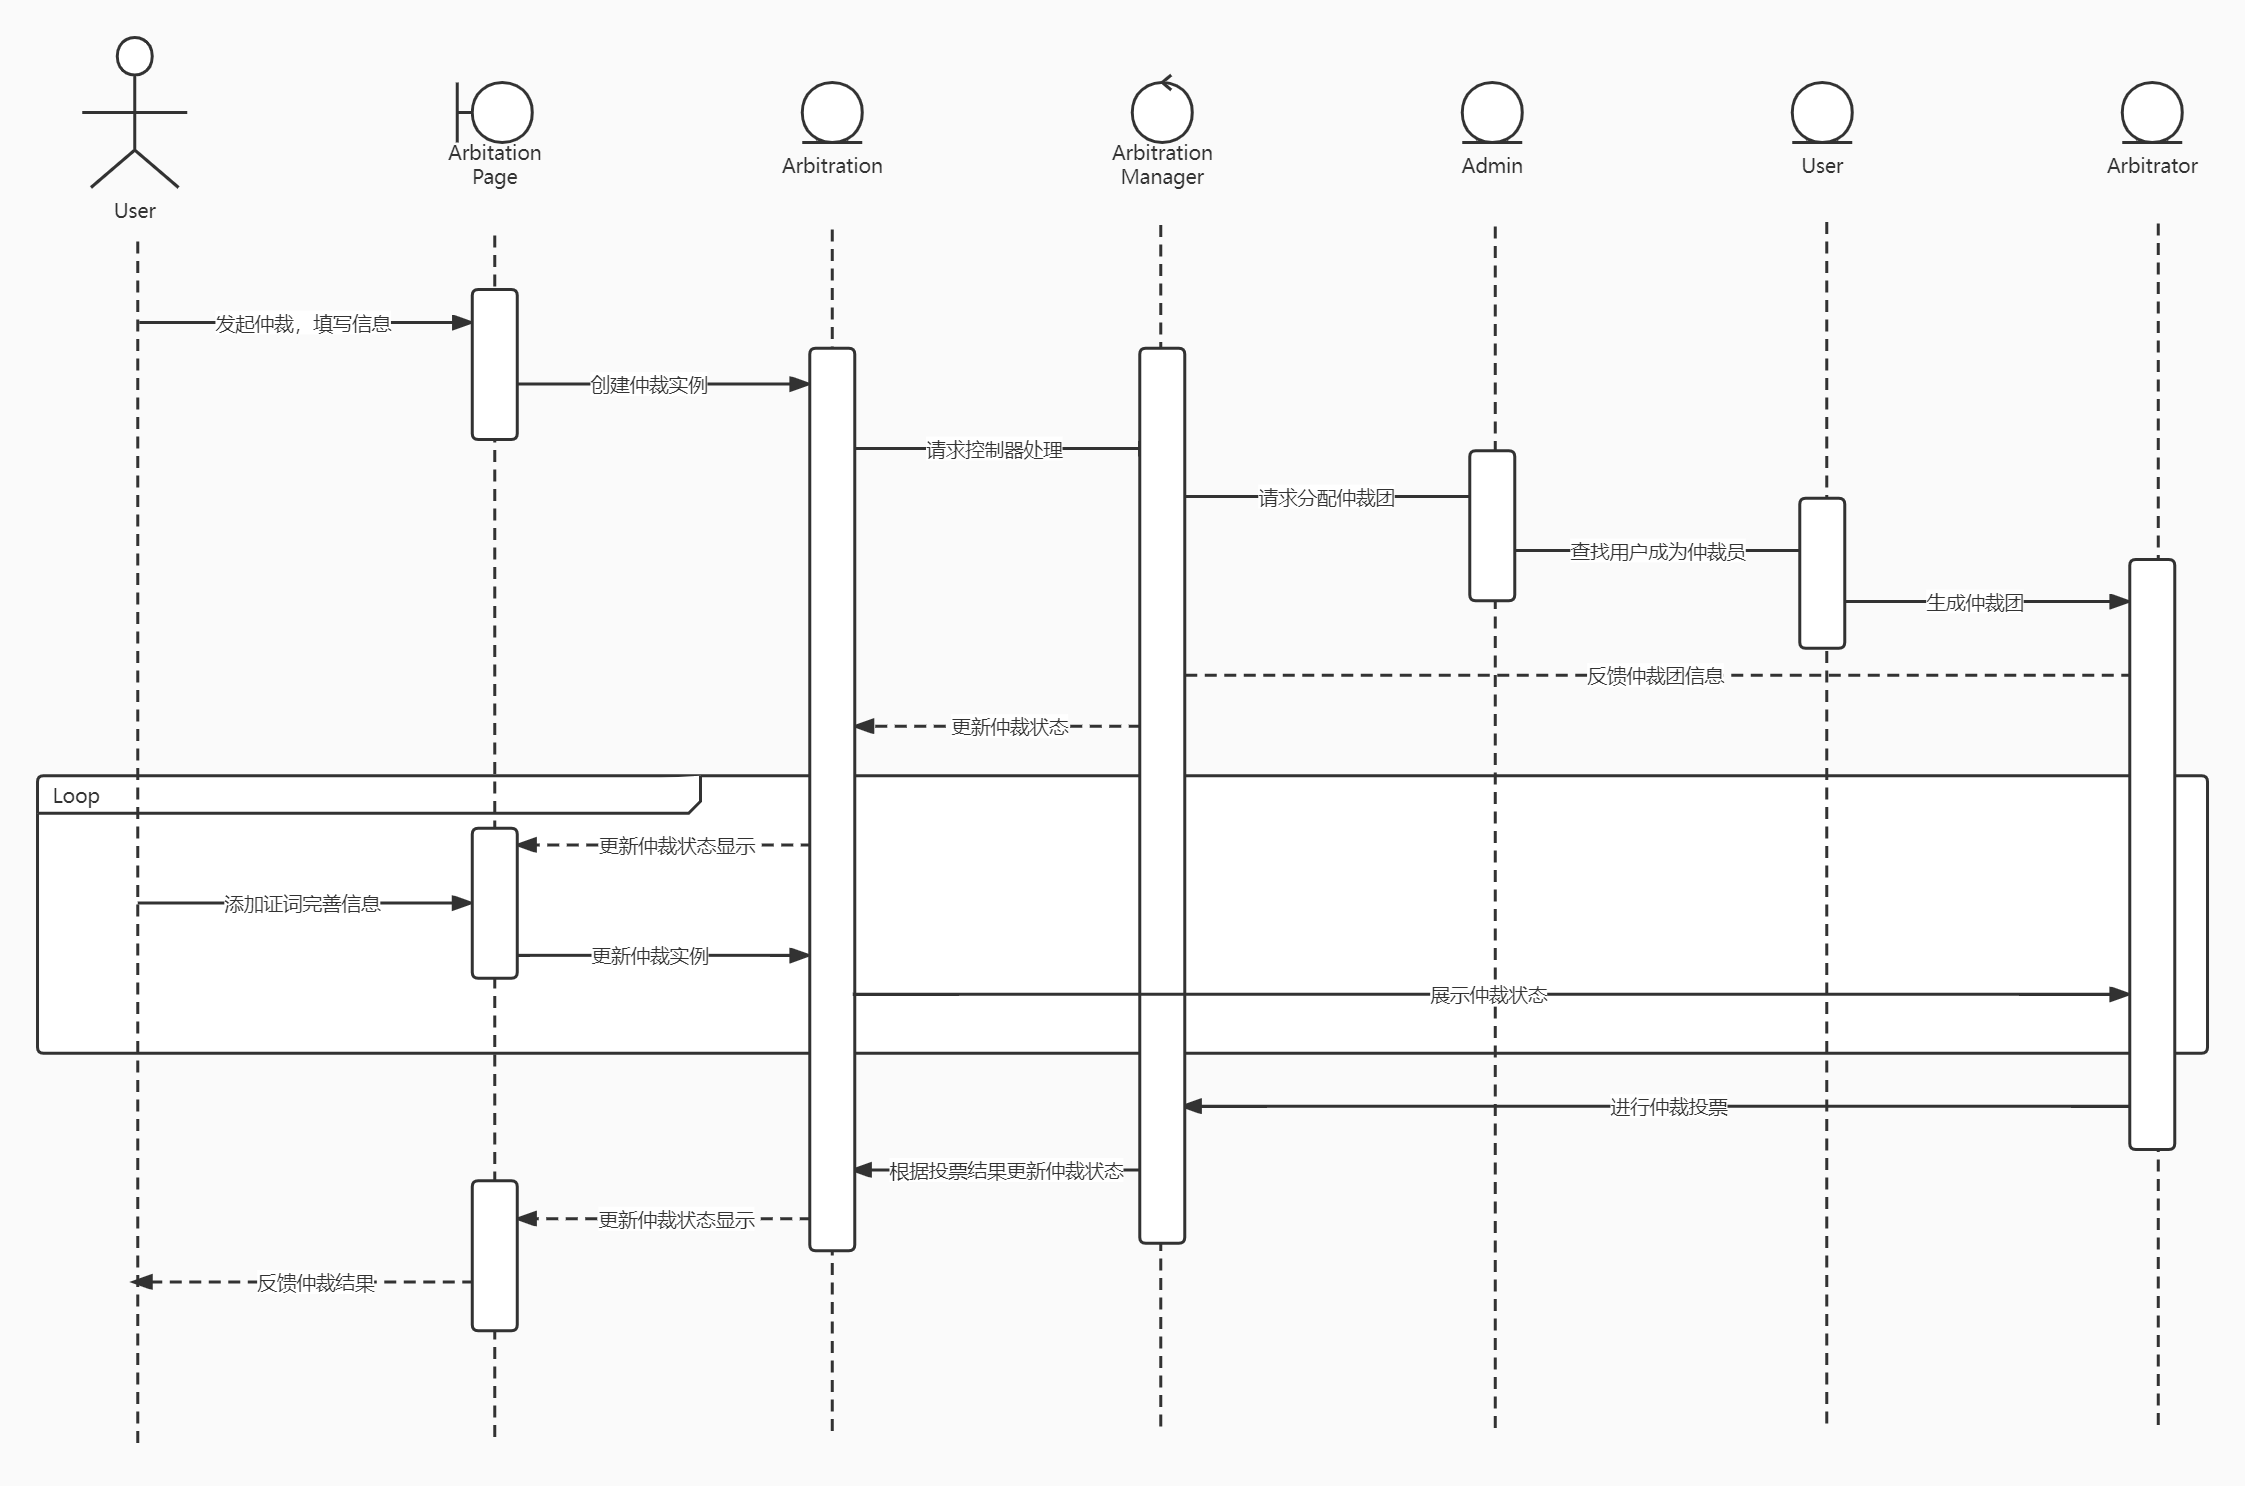 User
Arbitation
Page
Arbitration
Arbitration
Manager
Admin
User
Arbitrator
发起仲裁，填写信息
创建仲裁实例
请求控制器处理
请求分配仲裁团
查找用户成为仲裁员
生成仲裁团
反馈仲裁团信息
更新仲裁状态
Loop
更新仲裁状态显示
添加证词完善信息
更新仲裁实例
展示仲裁状态
进行仲裁投票
根据投票结果更新仲裁状态
更新仲裁状态显示
反馈仲裁结果